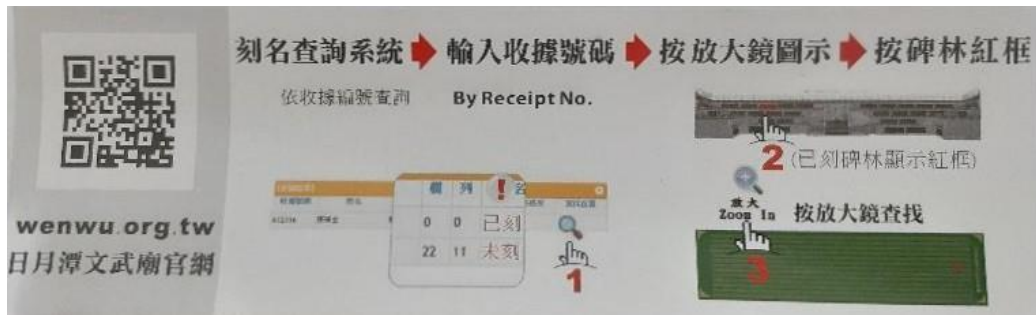 刻名查詢系統 ➡ 輸入收據號碼 ➡ 按放大鏡圖示 ➡ 按碑林紅框
依收據編號查詢 By Receipt No.
2 (已刻碑林顯示紅框)
欄 列 ! 名
0 0 已刻
22 11 未刻
1
放大
Zoom In 按放大鏡查找
3
wenwu.org.tw
日月潭文武廟官網